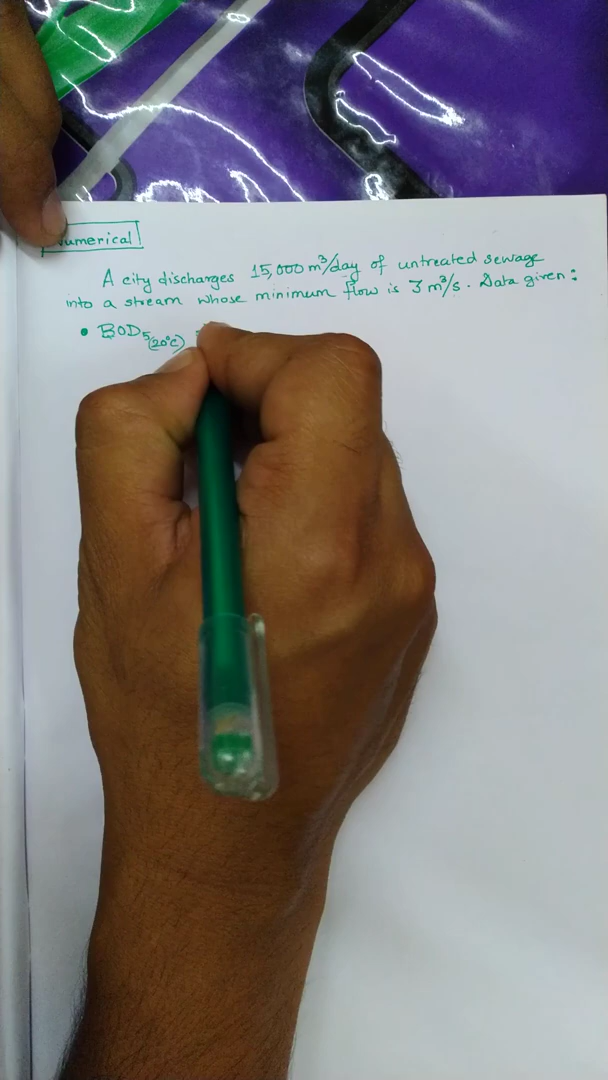 Numerical
A city discharges 15,000 m³/day of untreated sewage
into a stream whose minimum flow is 3 m³/s. Data given :
• BOD₅(20°C)